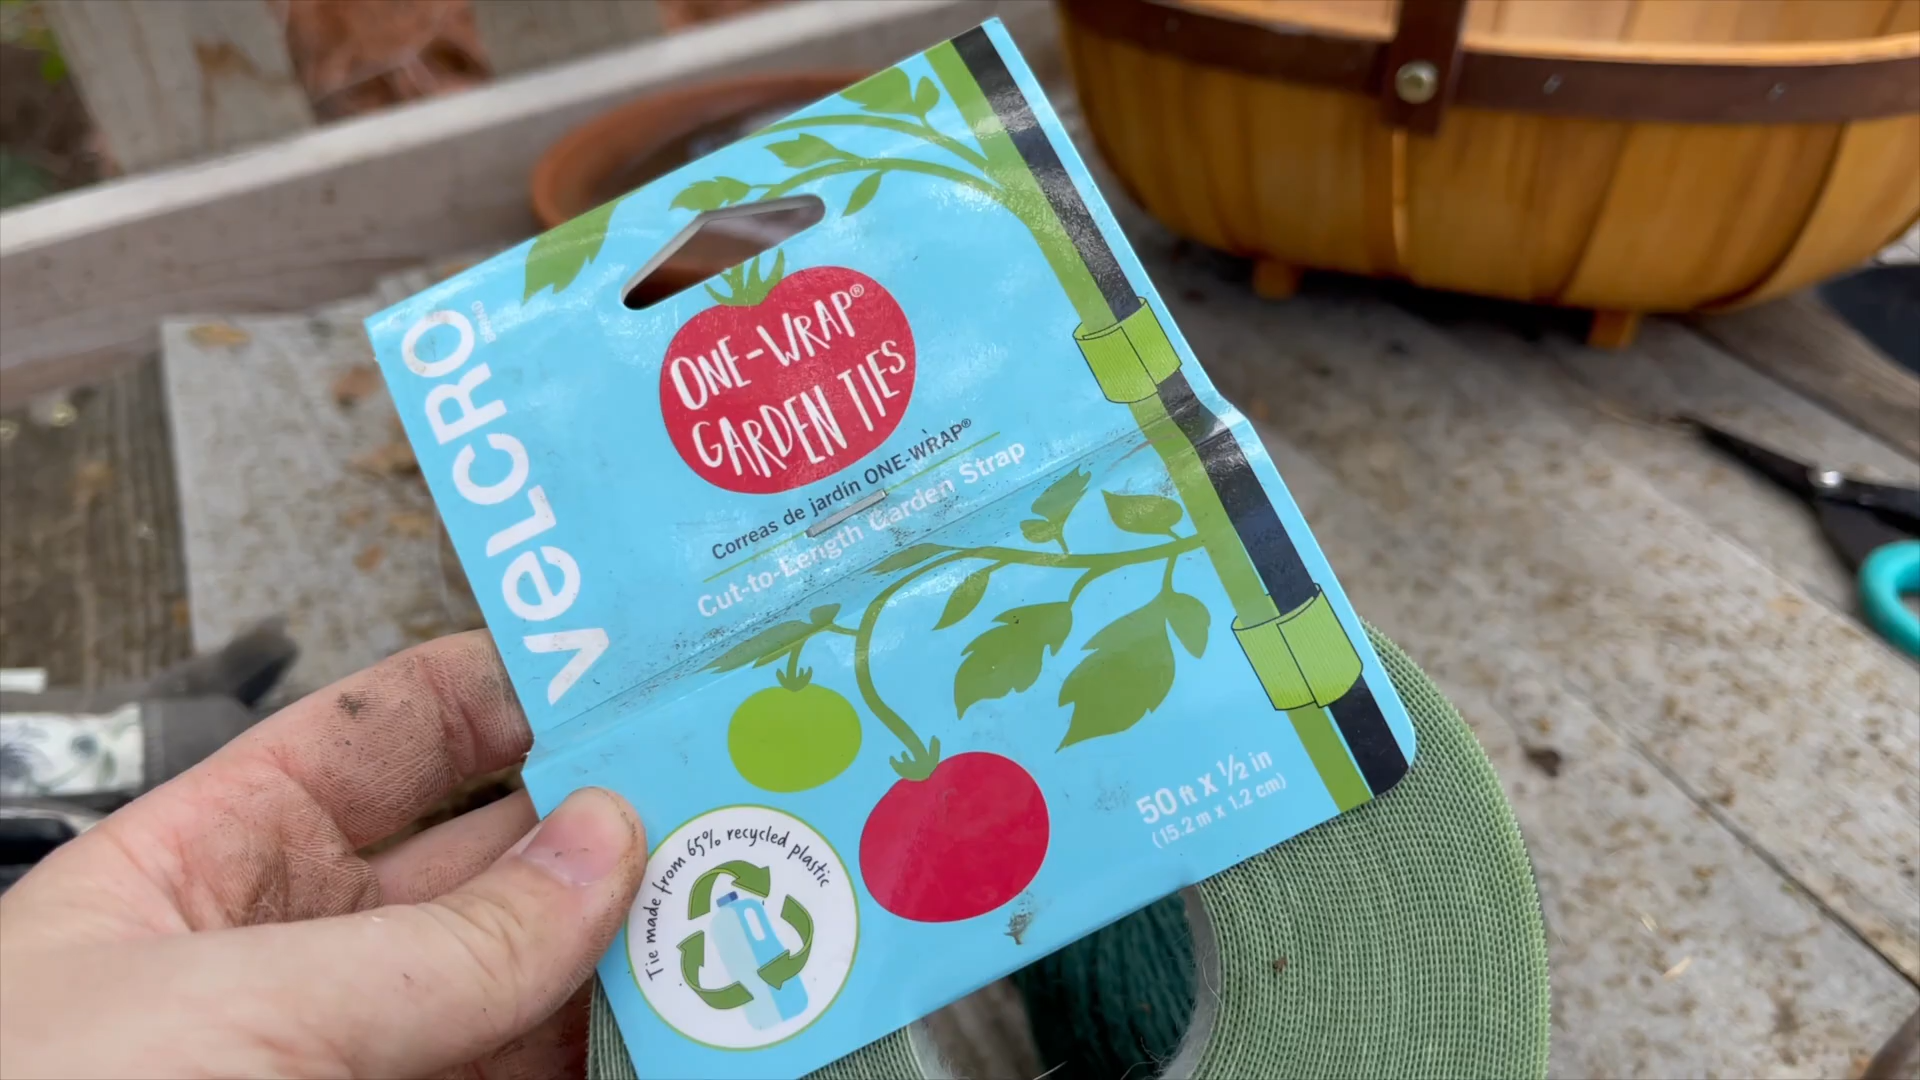 VELCRO
BRAND
ONE-WRAP®
GARDEN TIES
Correas de jardín ONE-WRAP®
Cut-to-Length Garden Strap
50 ft x ½ in
(15.2 m x 1.2 cm)
Tie made from 65% recycled plastic